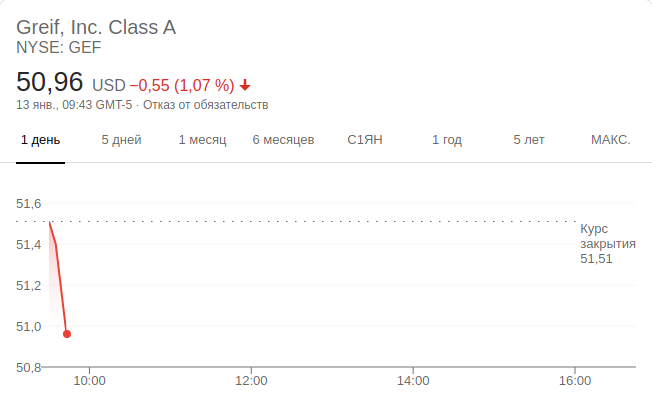 Greif, Inc. Class A
NYSE: GEF
50,96 USD −0,55 (1,07 %)
13 янв., 09:43 GMT-5 · Отказ от обязательств
1 день 5 дней 1 месяц 6 месяцев С1ЯН 1 год 5 лет МАКС.
51,6
Курс
закрытия
51,51
51,4
51,2
51,0
50,8
10:00 12:00 14:00 16:00